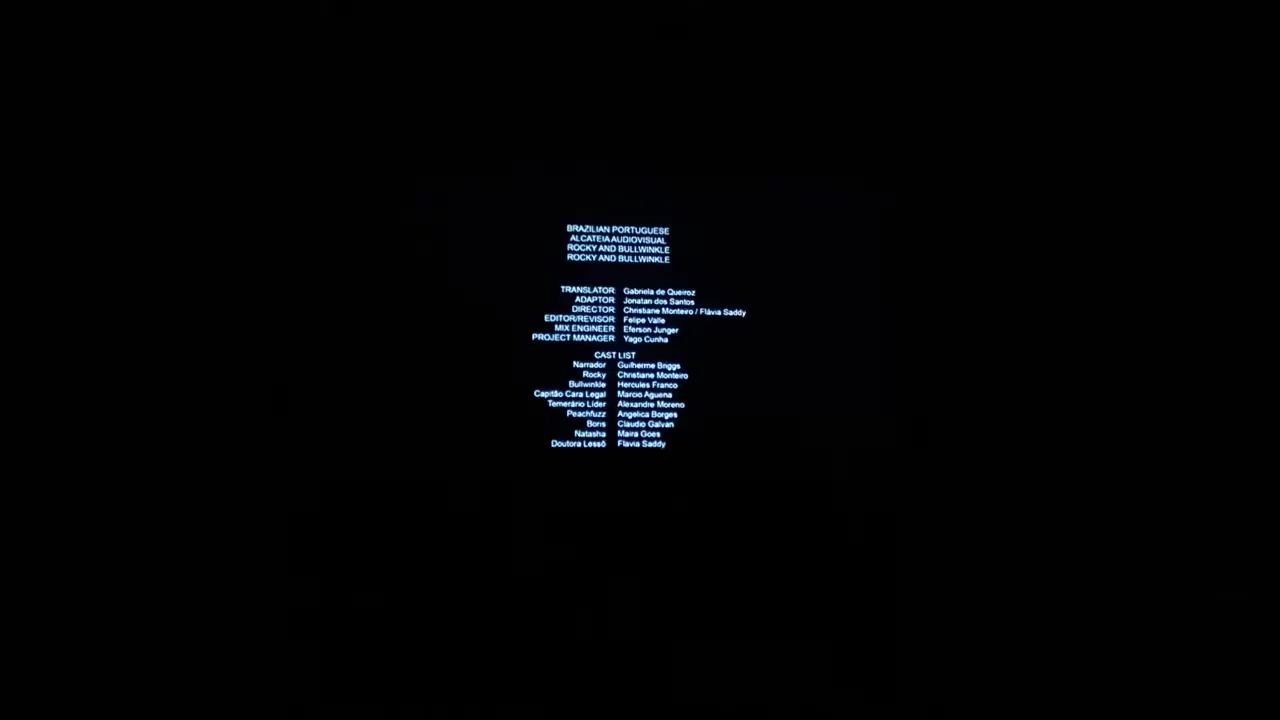 BRAZILIAN PORTUGUESE
ALCATEIA AUDIOVISUAL
ROCKY AND BULLWINKLE
ROCKY AND BULLWINKLE
TRANSLATOR Gabriela de Queiroz
ADAPTOR Jonatan dos Santos
DIRECTOR Christiane Monteiro / Flávia Saddy
EDITOR/REVISOR Felipe Valle
MIX ENGINEER Eferson Junger
PROJECT MANAGER Yago Cunha
CAST LIST
Narrador Guilherme Briggs
Rocky Christiane Monteiro
Bullwinkle Hercules Franco
Capitão Cara Legal Marcio Aguena
Temerário Líder Alexandre Moreno
Peachfuzz Angelica Borges
Boris Claudio Galvan
Natasha Maira Goes
Doutora Lessô Flavia Saddy